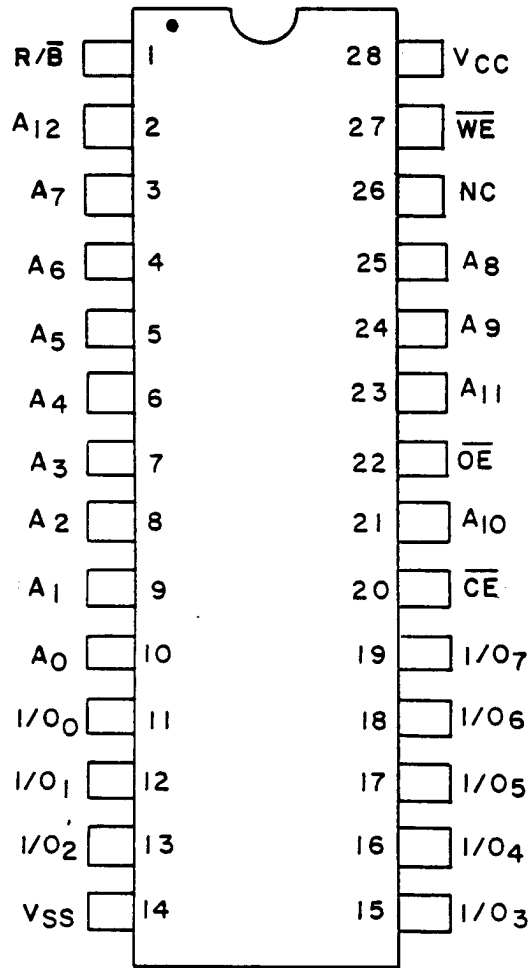 R/B̅ 1 28 VCC
A12 2 27 W̅E̅ 
A7 3 26 NC
A6 4 25 A8
A5 5 24 A9
A4 6 23 A11
A3 7 22 O̅E̅
A2 8 21 A10
A1 9 20 C̅E̅
A0 10 19 I/O7
I/O0 11 18 I/O6
I/O1 12 17 I/O5
I/O2 13 16 I/O4
VSS 14 15 I/O3